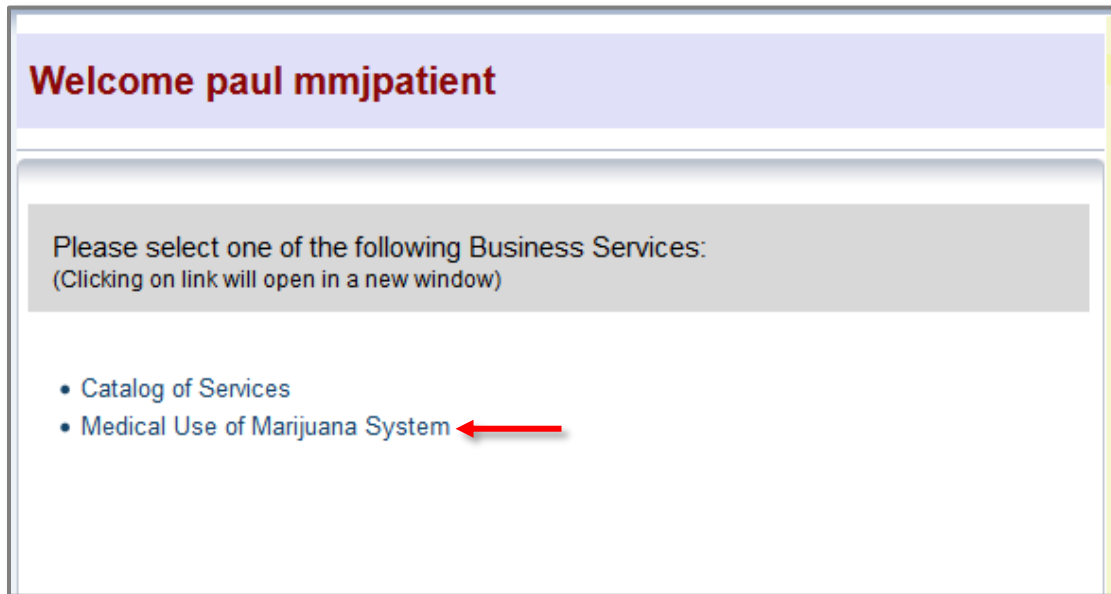 Welcome paul mmjpatient
Please select one of the following Business Services:
(Clicking on link will open in a new window)
• Catalog of Services
• Medical Use of Marijuana System